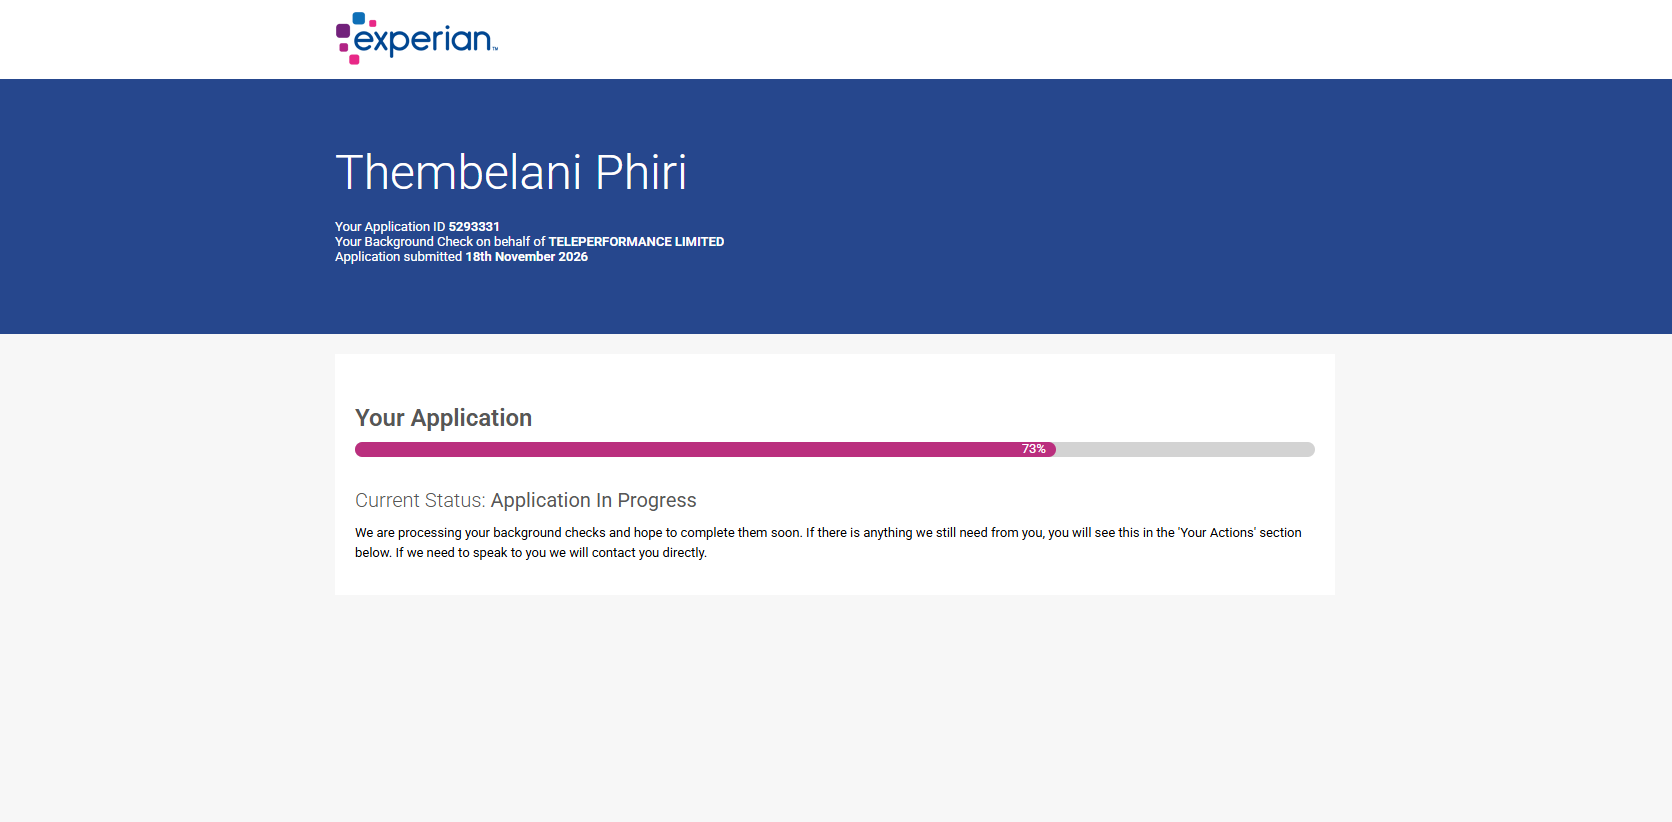 experian™
Thembelani Phiri
Your Application ID 5293331
Your Background Check on behalf of TELEPERFORMANCE LIMITED
Application submitted 18th November 2026
Your Application
73%
Current Status: Application In Progress
We are processing your background checks and hope to complete them soon. If there is anything we still need from you, you will see this in the 'Your Actions' section
below. If we need to speak to you we will contact you directly.